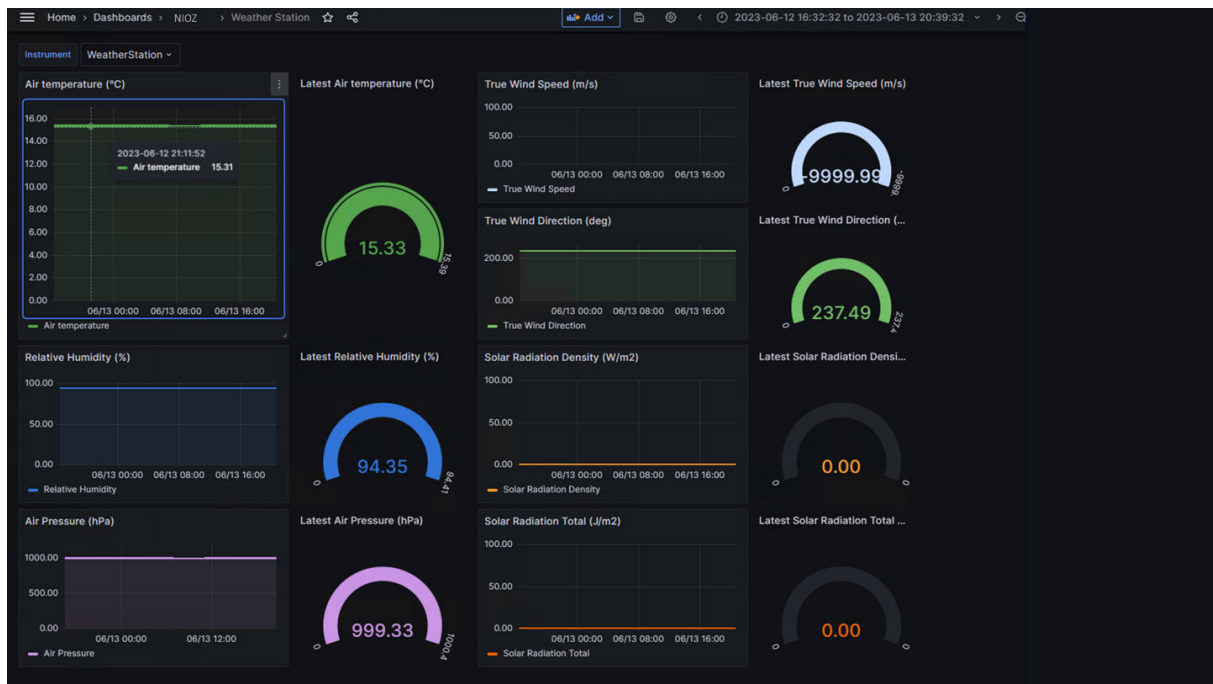 Home › Dashboards › NIOZ › Weather Station
Add
2023-06-12 16:32:32 to 2023-06-13 20:39:32
Instrument WeatherStation
Air temperature (°C)
16.00
14.00
12.00
10.00
8.00
6.00
4.00
2.00
0.00
2023-06-12 21:11:52
Air temperature 15.31
06/13 00:00 06/13 08:00 06/13 16:00
Air temperature
Latest Air temperature (°C)
15.33
0
15.39
True Wind Speed (m/s)
100.00
50.00
0.00
06/13 00:00 06/13 08:00 06/13 16:00
True Wind Speed
Latest True Wind Speed (m/s)
-9999.99
0
-9999.
True Wind Direction (deg)
200.00
0.00
06/13 00:00 06/13 08:00 06/13 16:00
True Wind Direction
Latest True Wind Direction (...
237.49
0
237.4
Relative Humidity (%)
100.00
50.00
0.00
06/13 00:00 06/13 08:00 06/13 16:00
Relative Humidity
Latest Relative Humidity (%)
94.35
0
94.41
Solar Radiation Density (W/m2)
100.00
50.00
0.00
06/13 00:00 06/13 08:00 06/13 16:00
Solar Radiation Density
Latest Solar Radiation Densi...
0.00
0
0
Air Pressure (hPa)
1000.00
500.00
0.00
06/13 00:00 06/13 12:00
Air Pressure
Latest Air Pressure (hPa)
999.33
0
1000.4
Solar Radiation Total (J/m2)
100.00
50.00
0.00
06/13 00:00 06/13 08:00 06/13 16:00
Solar Radiation Total
Latest Solar Radiation Total ...
0.00
0
0